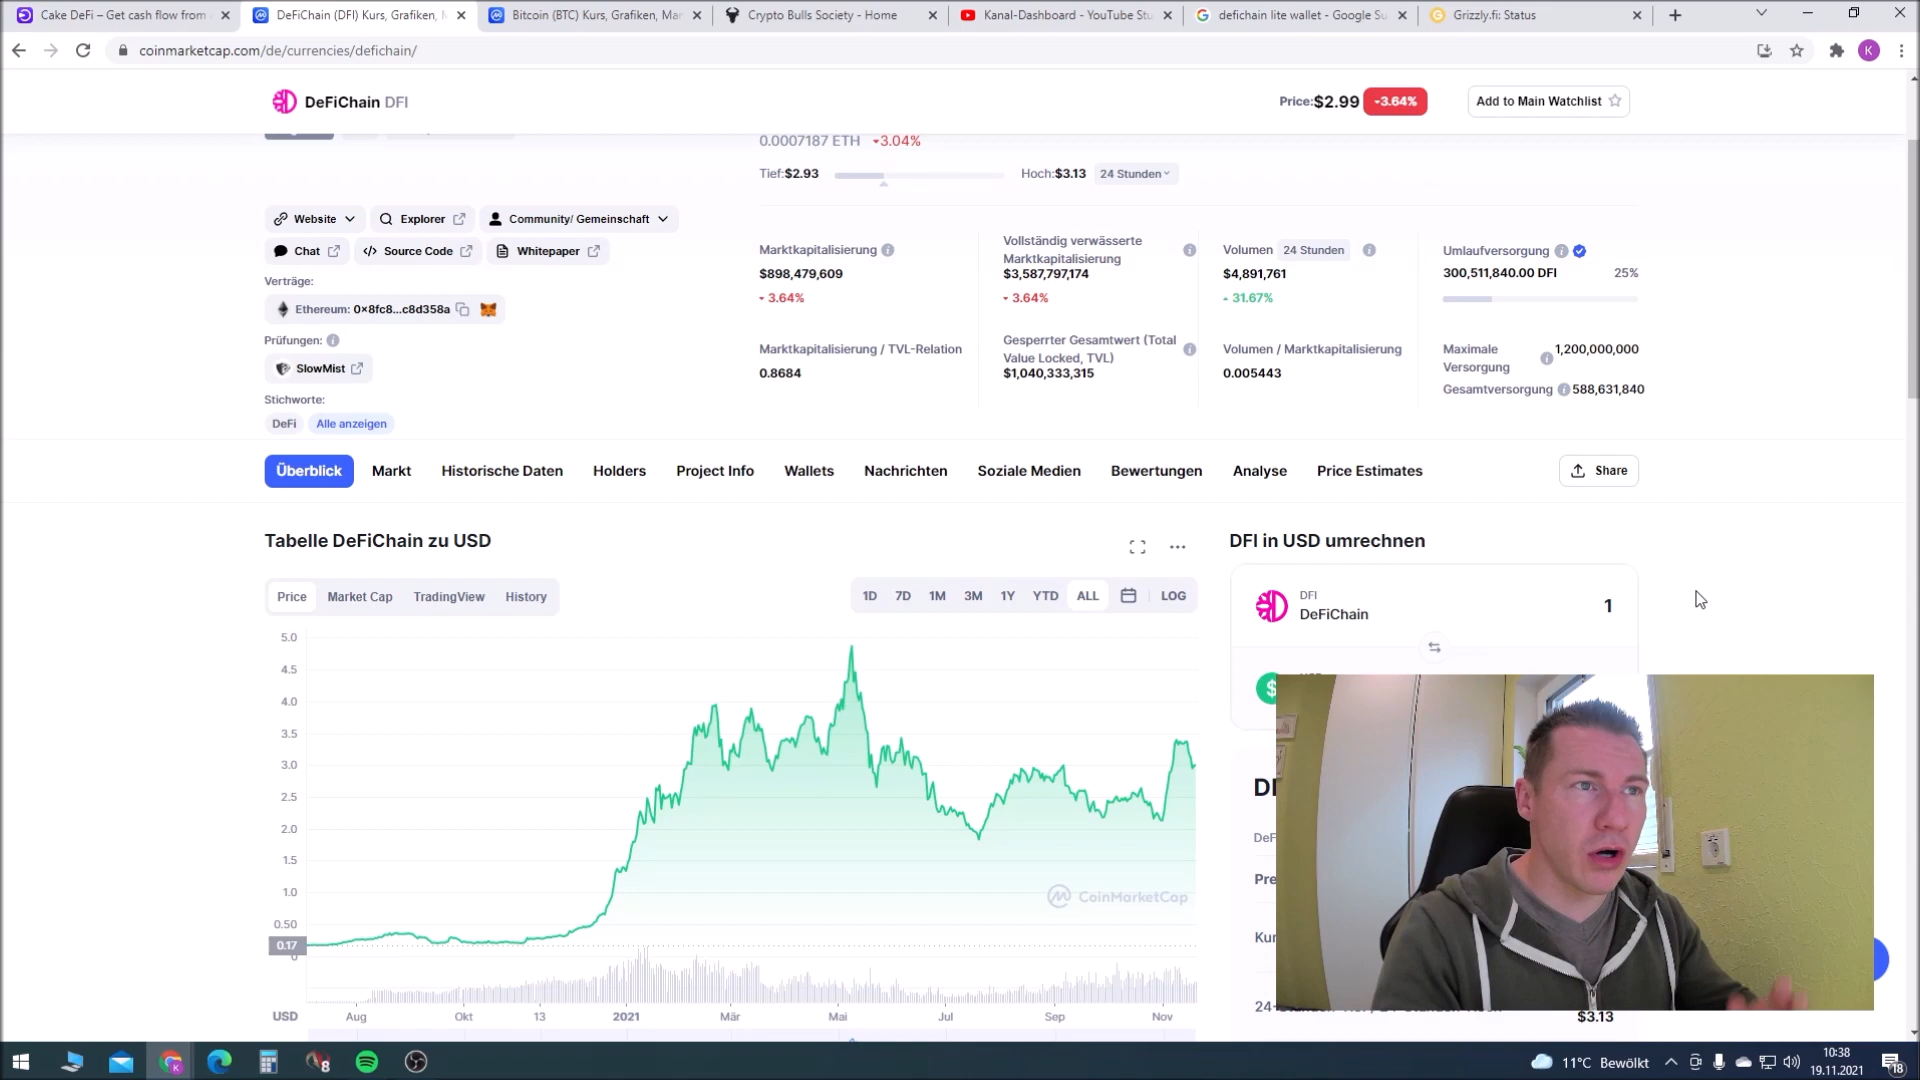 Cake DeFi – Get cash flow from
DeFiChain (DFI) Kurs, Grafiken,
Bitcoin (BTC) Kurs, Grafiken, Mar
Crypto Bulls Society - Home
Kanal-Dashboard - YouTube Stu
defichain lite wallet - Google Su
Grizzly.fi: Status
coinmarketcap.com/de/currencies/defichain/
K
DeFiChain DFI
Price:$2.99 3.64%
Add to Main Watchlist
0.0007187 ETH 3.04%
Tief:$2.93
Hoch:$3.13
24 Stunden
Website
Explorer
Community/ Gemeinschaft
Chat
Source Code
Whitepaper
Verträge:
Ethereum: 0x8fc8...c8d358a
Prüfungen:
SlowMist
Stichworte:
DeFi
Alle anzeigen
Marktkapitalisierung
$898,479,609
3.64%
Marktkapitalisierung / TVL-Relation
0.8684
Vollständig verwässerte
Marktkapitalisierung
$3,587,797,174
3.64%
Gesperrter Gesamtwert (Total
Value Locked, TVL)
$1,040,333,315
Volumen 24 Stunden
$4,891,761
31.67%
Volumen / Marktkapitalisierung
0.005443
Umlaufversorgung
300,511,840.00 DFI 25%
Maximale
Versorgung
1,200,000,000
Gesamtversorgung 588,631,840
Überblick
Markt
Historische Daten
Holders
Project Info
Wallets
Nachrichten
Soziale Medien
Bewertungen
Analyse
Price Estimates
Share
Tabelle DeFiChain zu USD
Price
Market Cap
TradingView
History
1D
7D
1M
3M
1Y
YTD
ALL
LOG
5.0
4.5
4.0
3.5
3.0
2.5
2.0
1.5
1.0
0.50
0.17
0
CoinMarketCap
USD
Aug
Okt
13
2021
Mär
Mai
Jul
Sep
Nov
DFI in USD umrechnen
DFI
DeFiChain
1
$
DeF
Pre
Kur
$3.13
8
11°C Bewölkt
10:38
19.11.2021
18